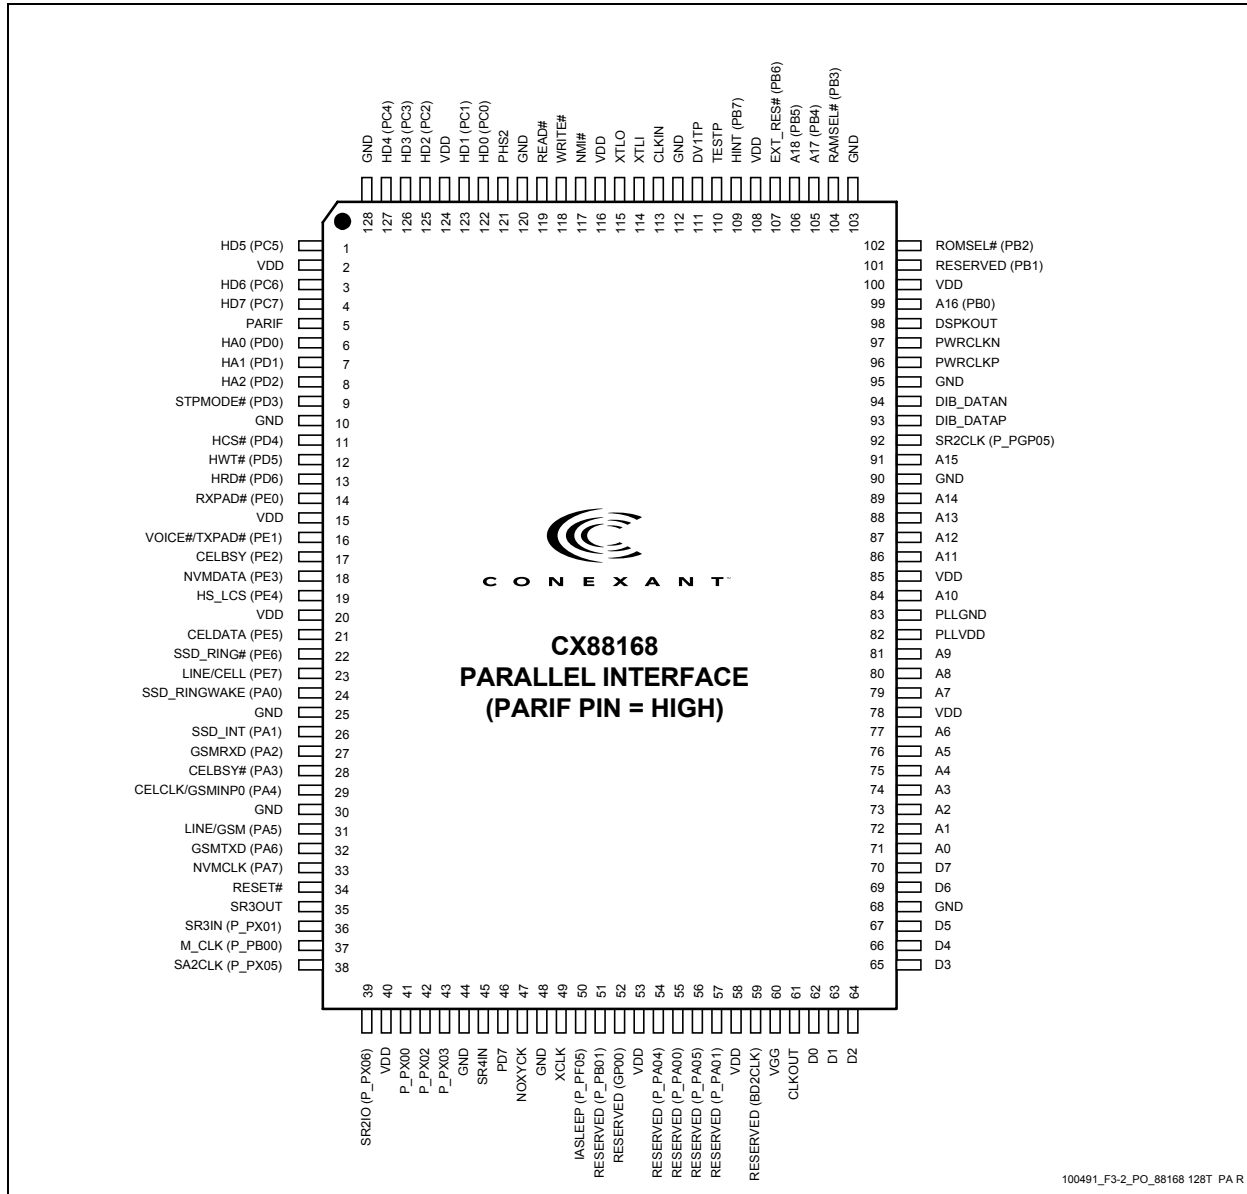 GND
HD4 (PC4)
HD3 (PC3)
HD2 (PC2)
VDD
HD1 (PC1)
HD0 (PC0)
PHS2
GND
READ#
WRITE#
NMI#
VDD
XTLO
XTLI
CLKIN
GND
DV1TP
TESTP
HINT (PB7)
VDD
EXT_RES# (PB6)
A18 (PB5)
A17 (PB4)
RAMSEL# (PB3)
GND
128
127
126
125
124
123
122
121
120
119
118
117
116
115
114
113
112
111
110
109
108
107
106
105
104
103
HD5 (PC5) 1
VDD 2
HD6 (PC6) 3
HD7 (PC7) 4
PARIF 5
HA0 (PD0) 6
HA1 (PD1) 7
HA2 (PD2) 8
STPMODE# (PD3) 9
GND 10
HCS# (PD4) 11
HWT# (PD5) 12
HRD# (PD6) 13
RXPAD# (PE0) 14
VDD 15
VOICE#/TXPAD# (PE1) 16
CELBSY (PE2) 17
NVMDATA (PE3) 18
HS_LCS (PE4) 19
VDD 20
CELDATA (PE5) 21
SSD_RING# (PE6) 22
LINE/CELL (PE7) 23
SSD_RINGWAKE (PA0) 24
GND 25
SSD_INT (PA1) 26
GSMRXD (PA2) 27
CELBSY# (PA3) 28
CELCLK/GSMINP0 (PA4) 29
GND 30
LINE/GSM (PA5) 31
GSMTXD (PA6) 32
NVMCLK (PA7) 33
RESET# 34
SR3OUT 35
SR3IN (P_PX01) 36
M_CLK (P_PB00) 37
SA2CLK (P_PX05) 38
CONEXANT™
CX88168
PARALLEL INTERFACE
(PARIF PIN = HIGH)
102 ROMSEL# (PB2)
101 RESERVED (PB1)
100 VDD
99 A16 (PB0)
98 DSPKOUT
97 PWRCLKN
96 PWRCLKP
95 GND
94 DIB_DATAN
93 DIB_DATAP
92 SR2CLK (P_PGP05)
91 A15
90 GND
89 A14
88 A13
87 A12
86 A11
85 VDD
84 A10
83 PLLGND
82 PLLVDD
81 A9
80 A8
79 A7
78 VDD
77 A6
76 A5
75 A4
74 A3
73 A2
72 A1
71 A0
70 D7
69 D6
68 GND
67 D5
66 D4
65 D3
39
40
41
42
43
44
45
46
47
48
49
50
51
52
53
54
55
56
57
58
59
60
61
62
63
64
SR2IO (P_PX06)
VDD
P_PX00
P_PX02
P_PX03
GND
SR4IN
PD7
NOXYCK
GND
XCLK
IASLEEP (P_PF05)
RESERVED (P_PB01)
RESERVED (GP00)
VDD
RESERVED (P_PA04)
RESERVED (P_PA00)
RESERVED (P_PA05)
RESERVED (P_PA01)
VDD
RESERVED (BD2CLK)
VGG
CLKOUT
D0
D1
D2
100491_F3-2_PO_88168 128T PA R